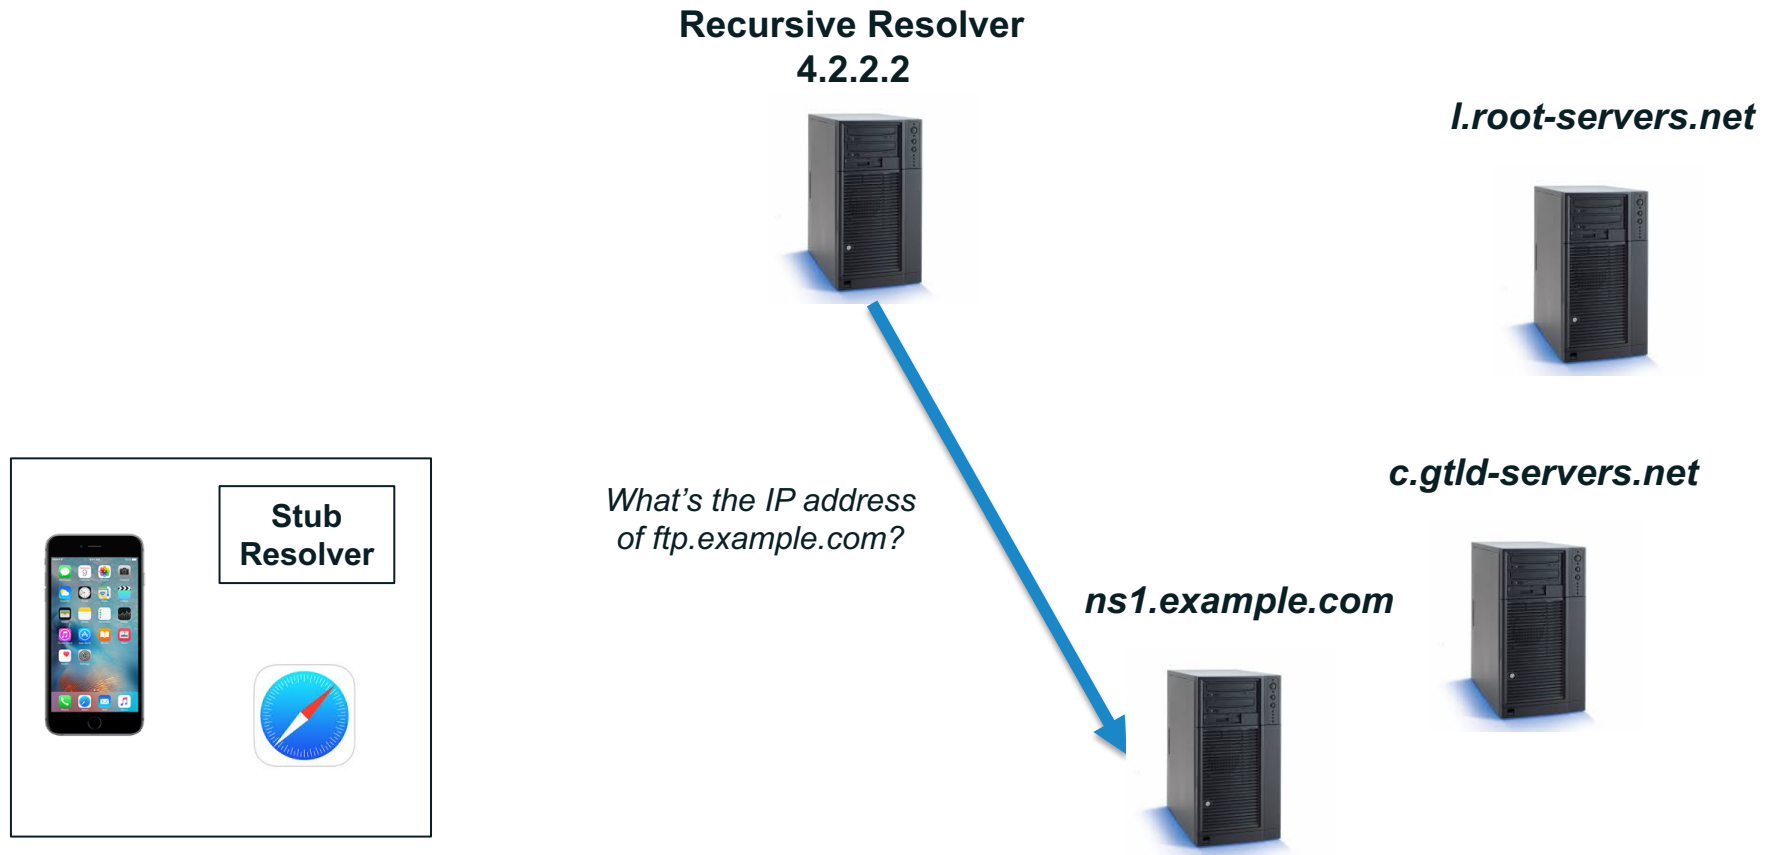 Recursive Resolver
4.2.2.2
l.root-servers.net
c.gtld-servers.net
What’s the IP address
of ftp.example.com?
Stub
Resolver
ns1.example.com